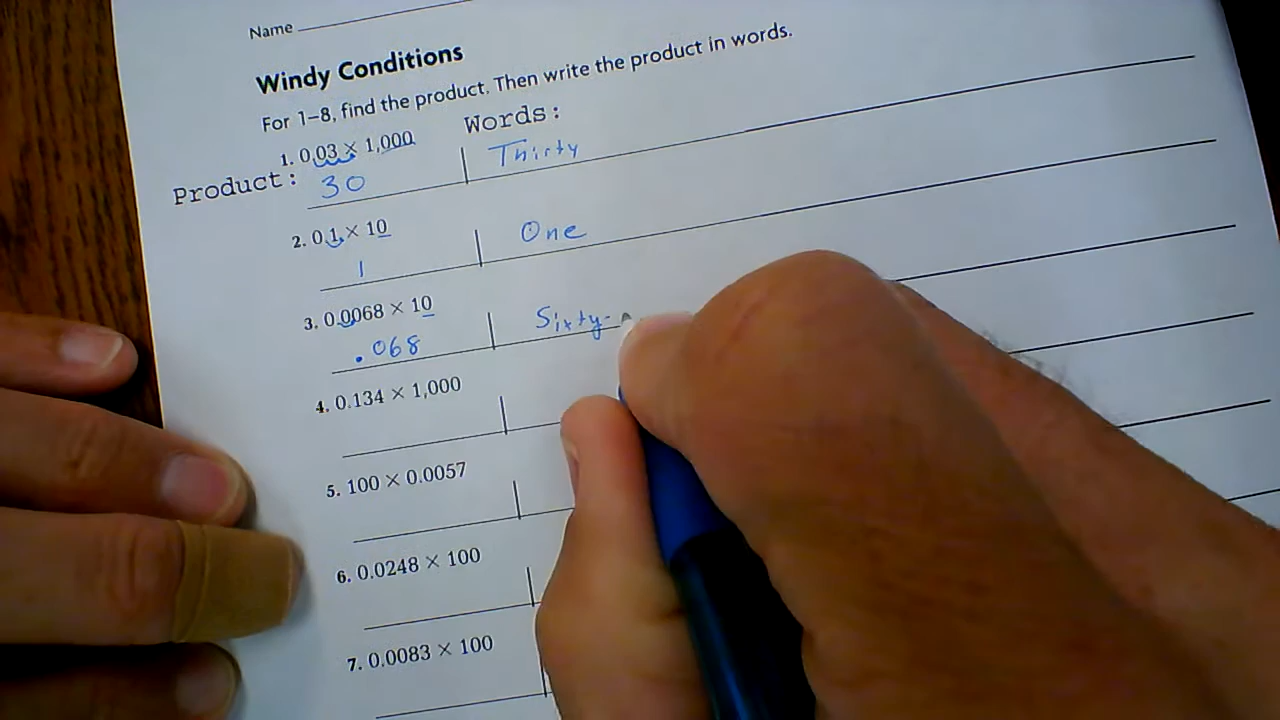 Name
Windy Conditions
For 1–8, find the product. Then write the product in words.
Words:
1. 0.03 × 1,000
Product:
30 Thirty
2. 0.1 × 10
1 One
3. 0.0068 × 10
.068 Sixty-
4. 0.134 × 1,000
5. 100 × 0.0057
6. 0.0248 × 100
7. 0.0083 × 100